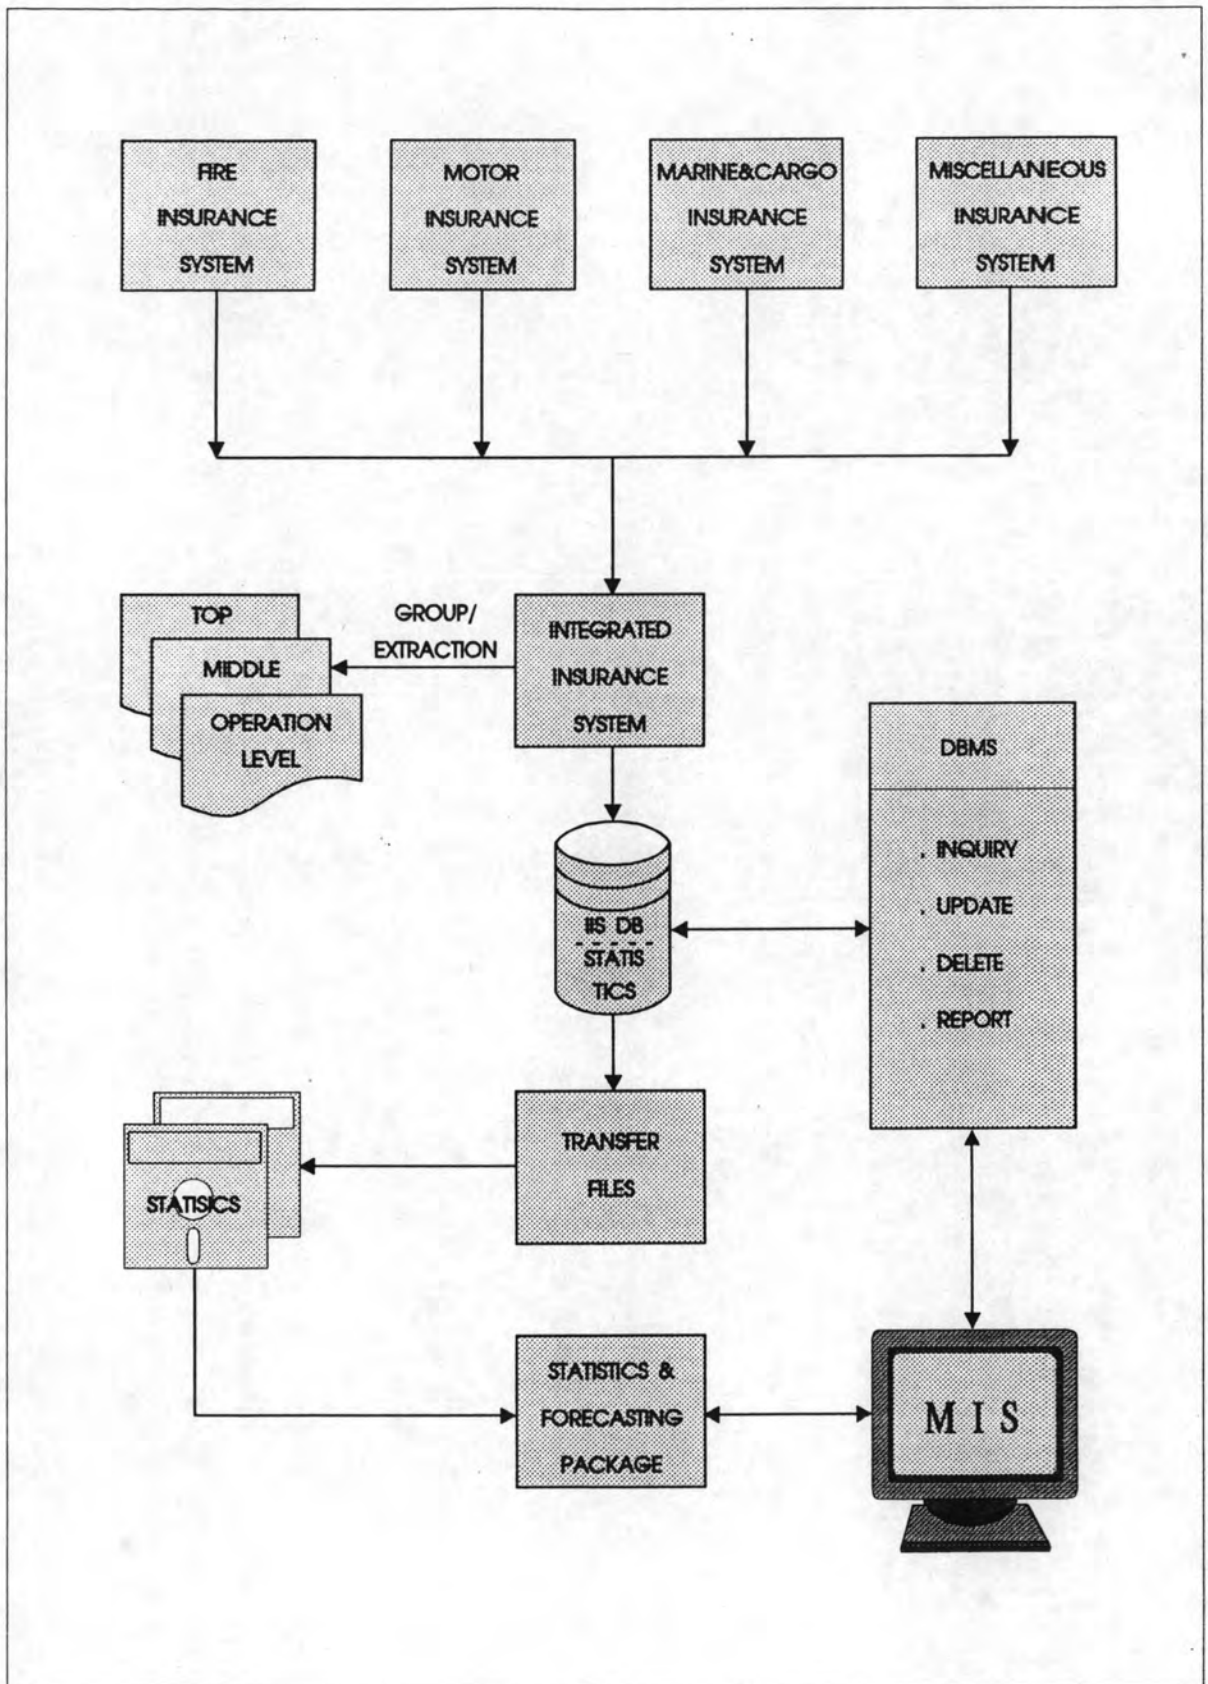 FIRE
INSURANCE
SYSTEM
MOTOR
INSURANCE
SYSTEM
MARINE&CARGO
INSURANCE
SYSTEM
MISCELLANEOUS
INSURANCE
SYSTEM
TOP
MIDDLE
OPERATION
LEVEL
GROUP/
EXTRACTION
INTEGRATED
INSURANCE
SYSTEM
DBMS
. INQUIRY
. UPDATE
. DELETE
. REPORT
IIS DB
STATIS
TICS
TRANSFER
FILES
STATISICS
STATISTICS &
FORECASTING
PACKAGE
M I S